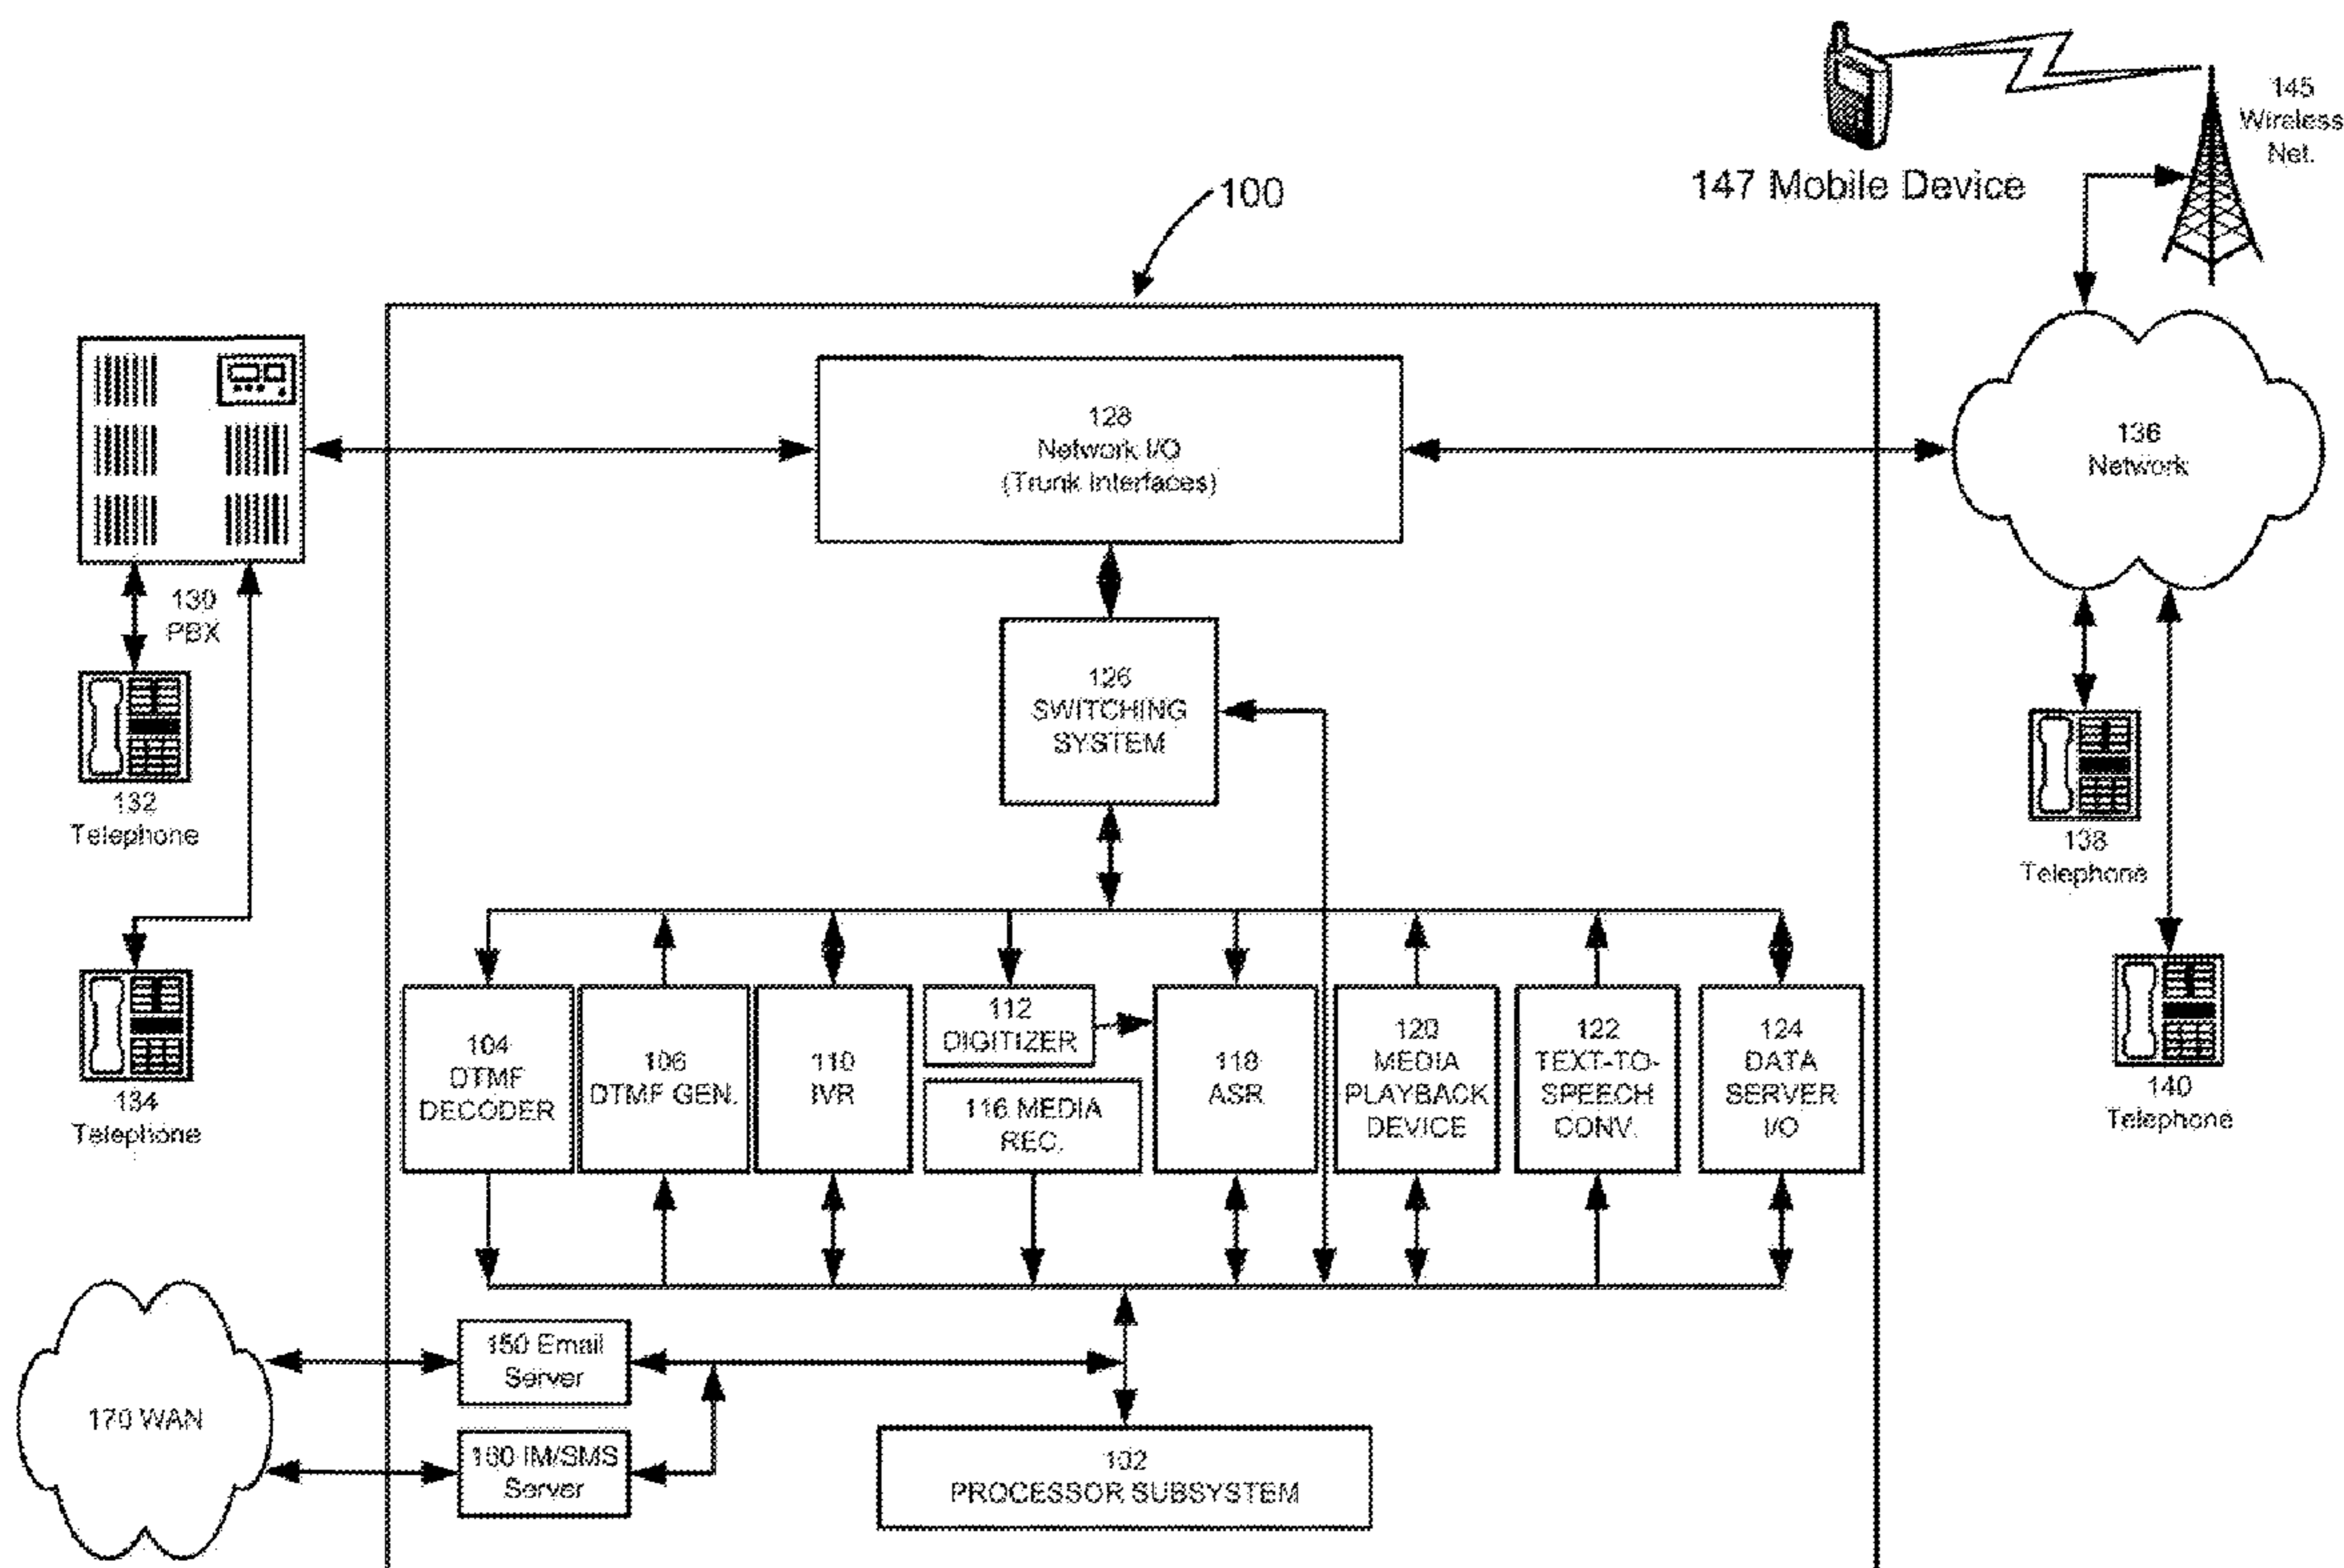 145
Wireless
Net.
147 Mobile Device
100
128
Network I/O
(Trunk Interfaces)
136
Network
130
PBX
126
SWITCHING
SYSTEM
132
Telephone
138
Telephone
134
Telephone
140
Telephone
104
DTMF
DECODER
106
DTMF GEN.
110
IVR
112
DIGITIZER
116 MEDIA
REC.
118
ASR
120
MEDIA
PLAYBACK
DEVICE
122
TEXT-TO-
SPEECH
CONV.
124
DATA
SERVER
I/O
150 Email
Server
170 WAN
160 IM/SMS
Server
102
PROCESSOR SUBSYSTEM